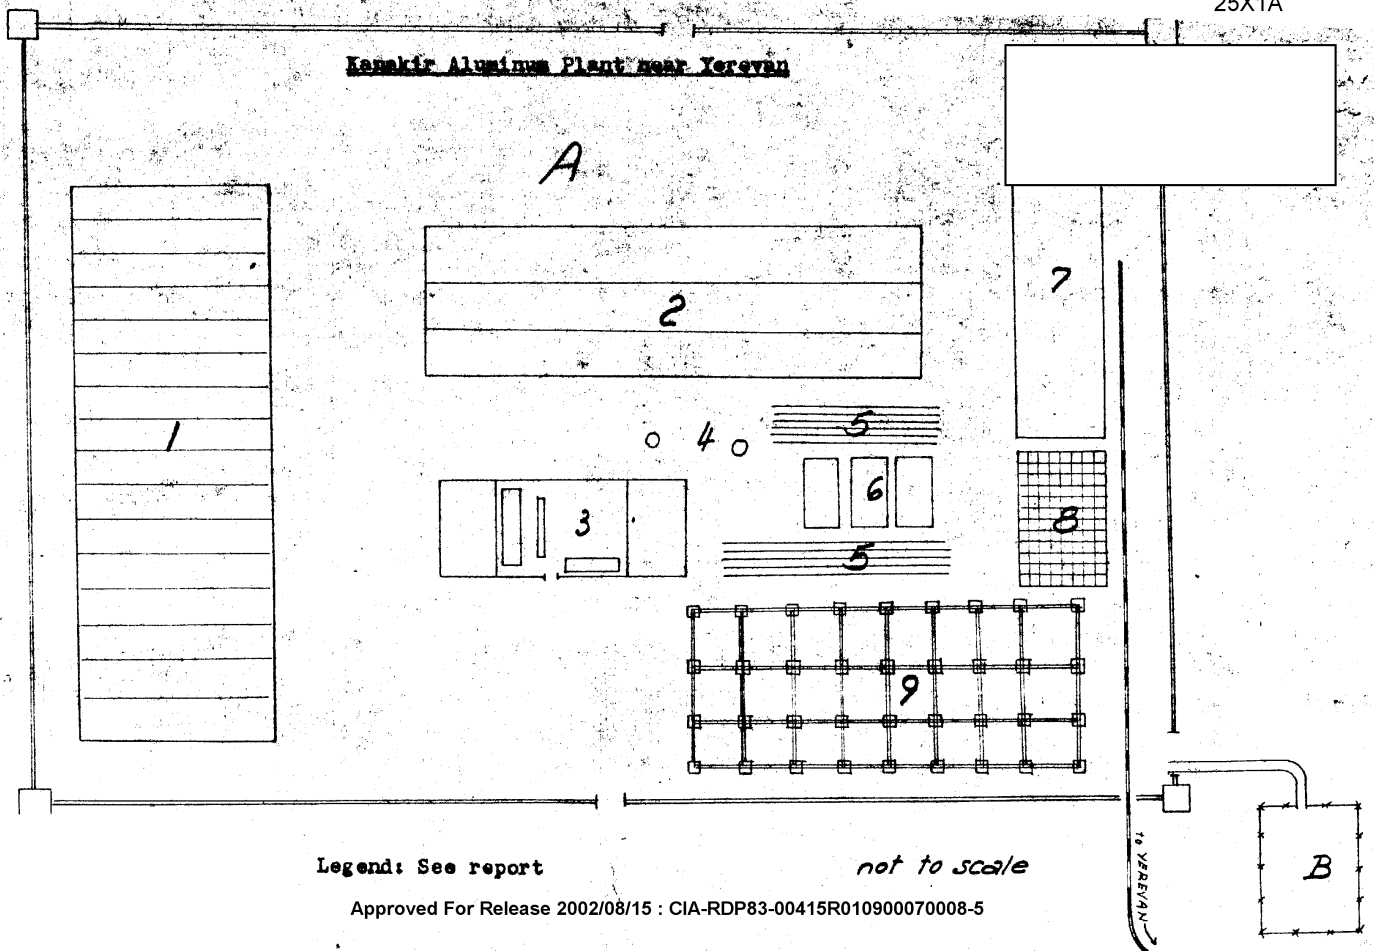 25X1A
Kanakir Aluminum Plant near Yerevan
A
7
2
1
4
5
6
3
8
5
9
Legend: See report
not to scale
to YEREVAN
B
Approved For Release 2002/08/15 : CIA-RDP83-00415R010900070008-5